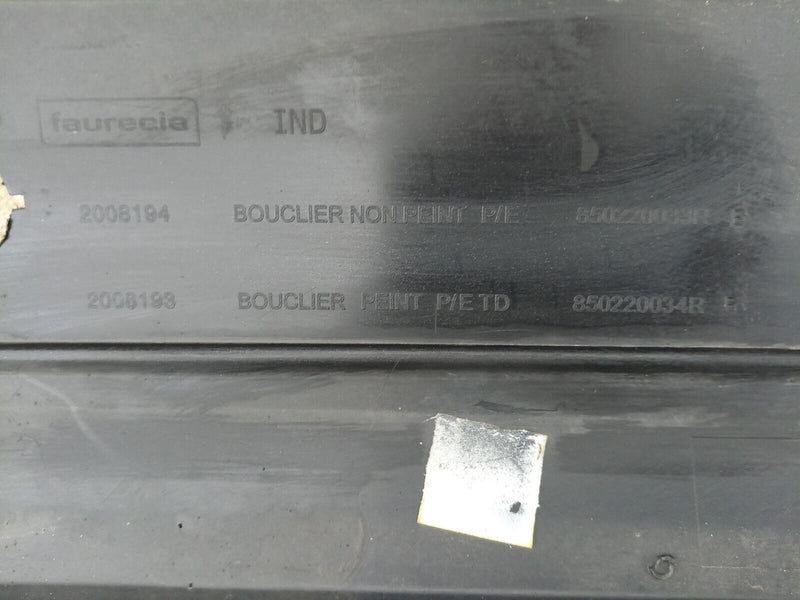 faurecia IND
2008194 BOUCLIER NON PEINT P/E 850220033R
2008193 BOUCLIER PEINT P/E TD 850220034R